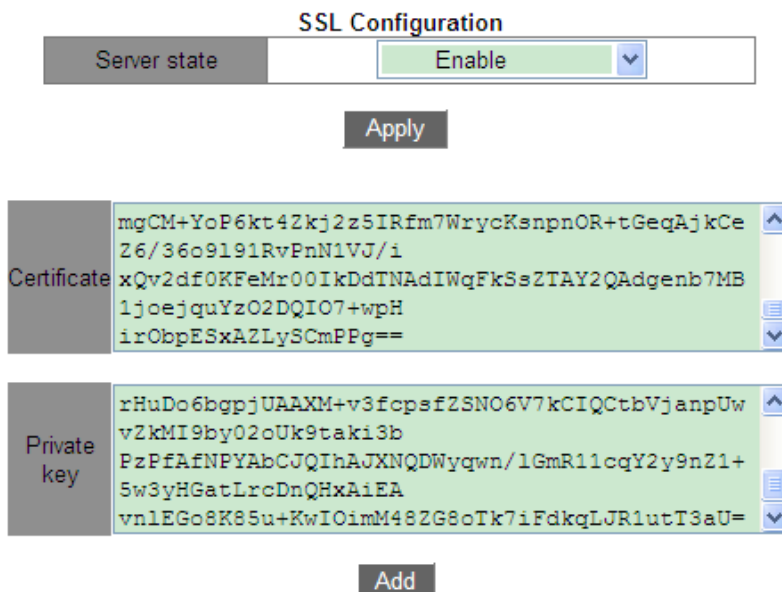 SSL Configuration
Server state Enable
Apply
Certificate
mgCM+YoP6kt4Zkj2z5IRfm7WrycKsnpnOR+tGeqAjkCe
Z6/36o9l91RvPnN1VJ/i
xQv2df0KFeMr00IkDdTNAdIWqFkSsZTAY2QAdgenb7MB
1joejquYzO2DQIO7+wpH
irObpESxAZLySCmPPg==
Private key
rHuDo6bgpjUAAXM+v3fcpsfZSNO6V7kCIQCtbVjanpUw
vZkMI9by02oUk9taki3b
PzPfAfNPYAbCJQIhAJXNQDWyqwn/lGmR11cqY2y9nZ1+
5w3yHGatLrcDnQHxAiEA
vnlEGo8K85u+KwIOimM48ZG8oTk7iFdkqLJR1utT3aU=
Add